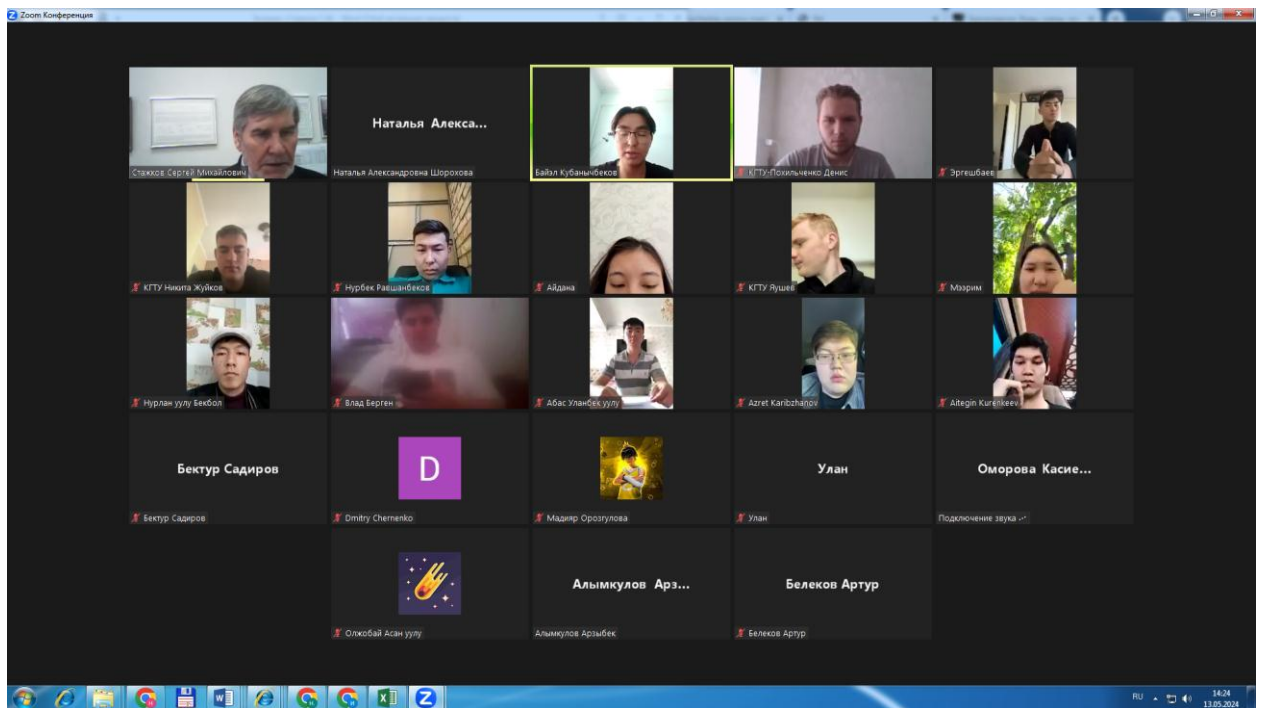 Zoom Конференция
Стажков Сергей Михайлович
Наталья Алекса...
Наталья Александровна Шорохова
Байэл Кубанычбеков
КГТУ-Похильченко Денис
Эргешбаев
КГТУ Никита Жуйков
Нурбек Равшанбеков
Айдана
КГТУ Яушев
Мээрим
Нурлан уулу Бекбол
Влад Берген
Абас Уланбек уулу
Azret Karibzhanov
Aitegin Kurenkeev
Бектур Садиров
Бектур Садиров
D
Dmitry Chernenko
Мадияр Орозгулова
Улан
Улан
Оморова Касие...
Подключение звука
Олжобай Асан уулу
Алымкулов Арз...
Алымкулов Арзыбек
Белеков Артур
Белеков Артур
RU
14:24
13.05.2024